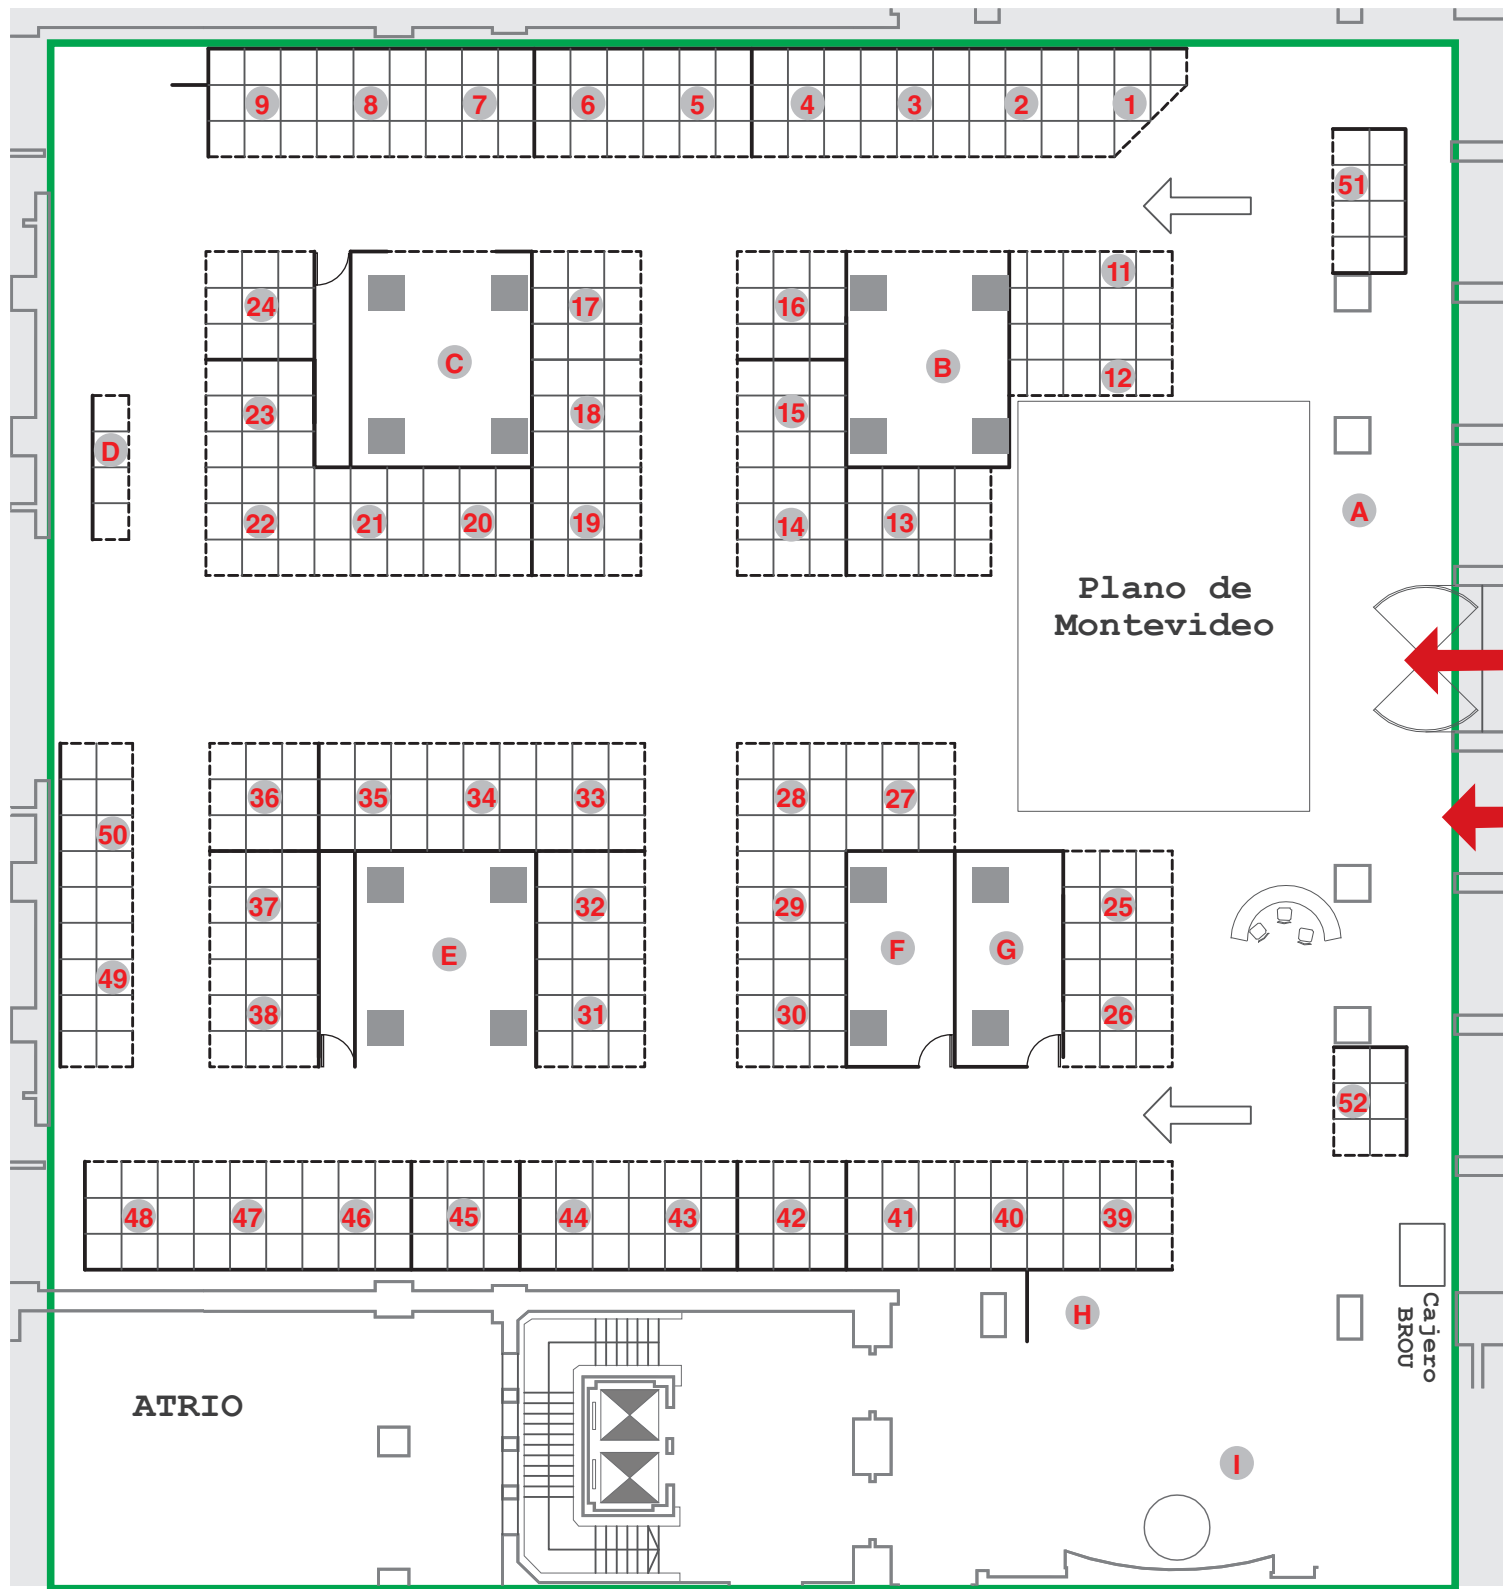 9 8 7 6 5 4 3 2 1
51
24 C 17 16 B 11
12
23 18 15
D
22 21 20 19 14 13 A
Plano de
Montevideo
36 35 34 33 28 27
50
37 32 29 25
E F G
49
38 31 30 26
52
48 47 46 45 44 43 42 41 40 39
H
Cajero
BROU
ATRIO
I